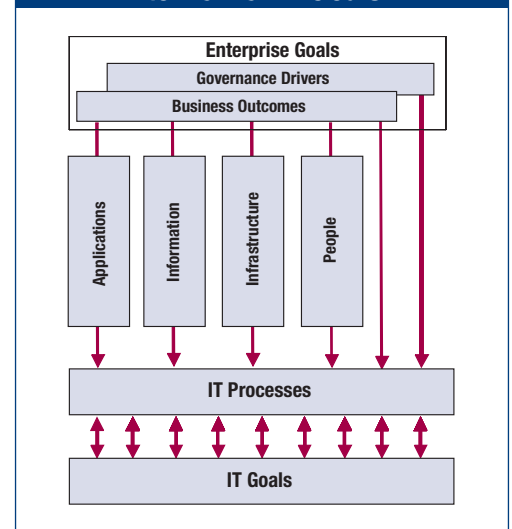 Enterprise Goals
Governance Drivers
Business Outcomes
Applications
Information
Infrastructure
People
IT Processes
IT Goals